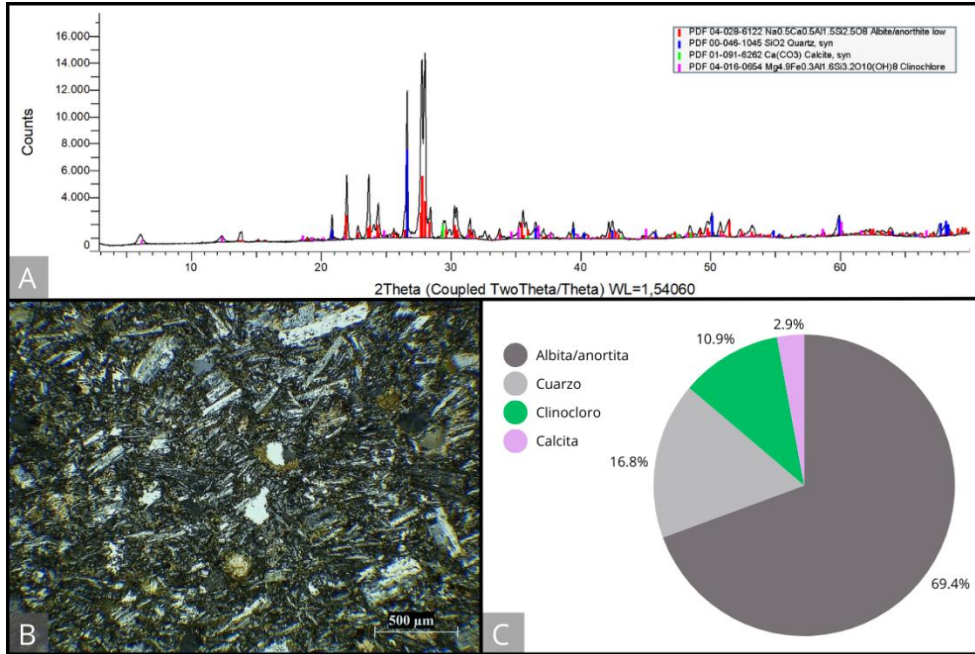 16.000
14.000
12.000
10.000
8.000
6.000
4.000
0
Counts
PDF 04-028-6122 Na0.5Ca0.5Al1.5Si2.5O8 Albite/anorthite low
PDF 00-046-1045 SiO2 Quartz, syn
PDF 01-091-6262 Ca(CO3) Calcite, syn
PDF 04-016-0654 Mg4.9Fe0.3Al1.6Si3.2O10(OH)8 Clinochlore
10 20 30 40 50 60
2Theta (Coupled TwoTheta/Theta) WL=1,54060
A
500 µm
B
Albita/anortita
Cuarzo
Clinocloro
Calcita
2.9%
10.9%
16.8%
69.4%
C